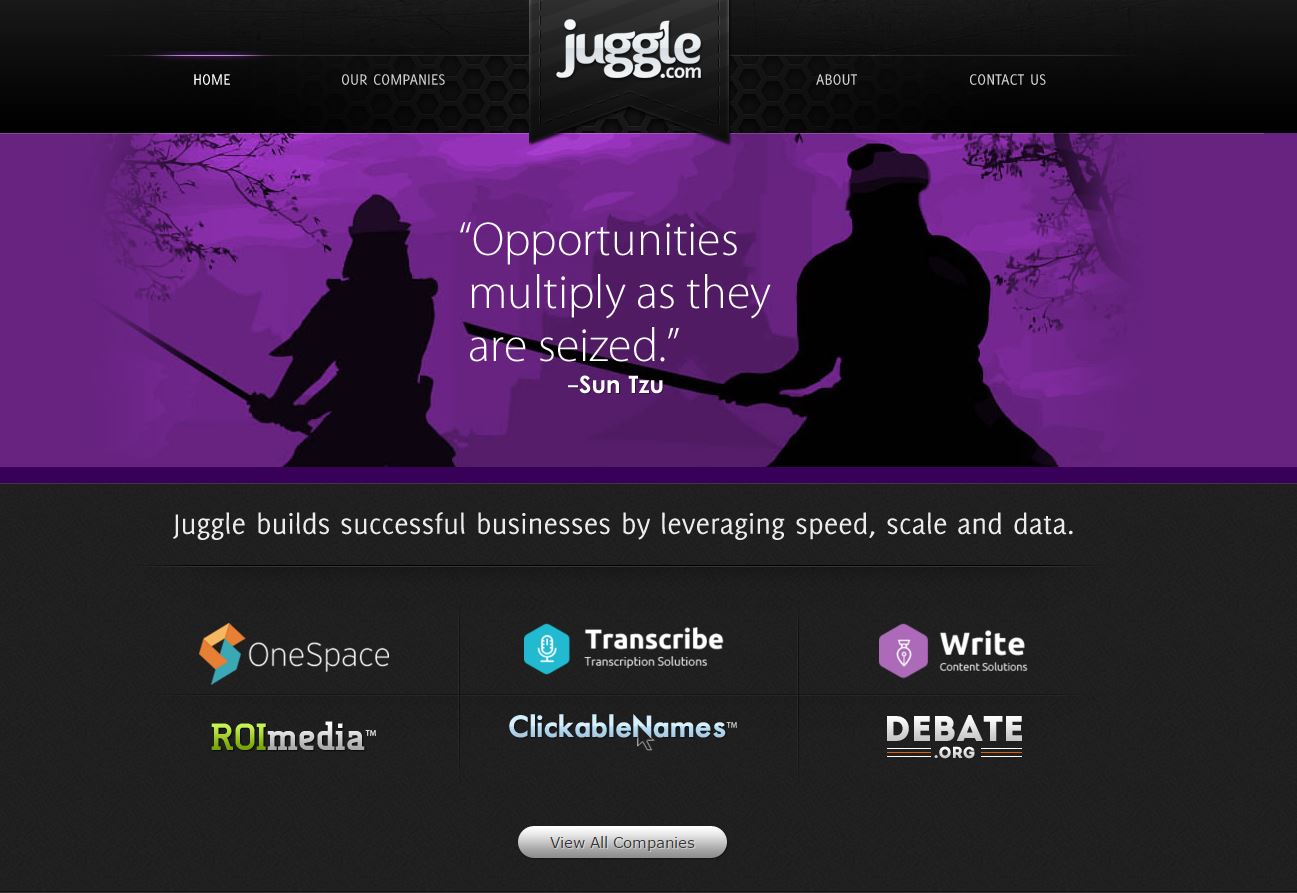 juggle
.com
HOME
OUR COMPANIES
ABOUT
CONTACT US
“Opportunities
multiply as they
are seized.”
–Sun Tzu
Juggle builds successful businesses by leveraging speed, scale and data.
OneSpace
Transcribe
Transcription Solutions
Write
Content Solutions
ROImedia™
ClickableNames™
DEBATE
.ORG
View All Companies